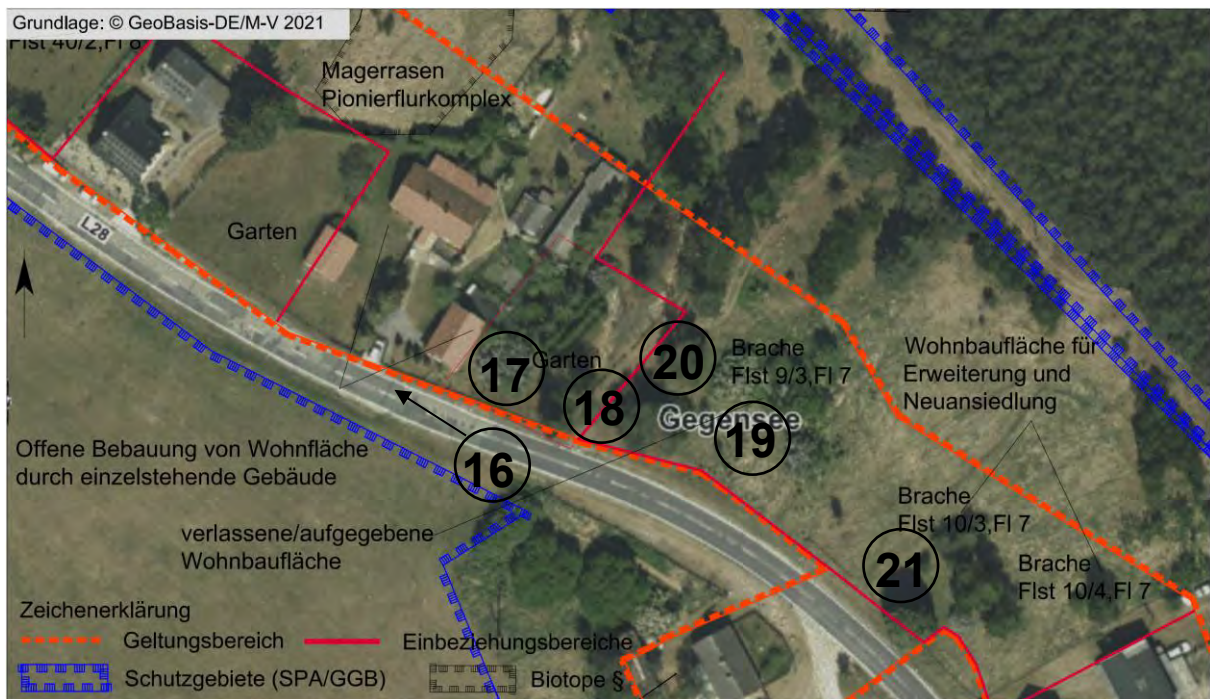 Grundlage: © GeoBasis-DE/M-V 2021
Flst 40/2,Fl 8
Magerrasen
Pionierflurkomplex
L28
Garten
17
Garten
20
Brache
Flst 9/3,Fl 7
Wohnbaufläche für
Erweiterung und
Neuansiedlung
18
Gegensee
19
16
Offene Bebauung von Wohnfläche
durch einzelstehende Gebäude
verlassene/aufgegebene
Wohnbaufläche
Brache
Flst 10/3,Fl 7
21
Brache
Flst 10/4,Fl 7
Zeichenerklärung
Geltungsbereich
Einbeziehungsbereiche
Schutzgebiete (SPA/GGB)
Biotope §